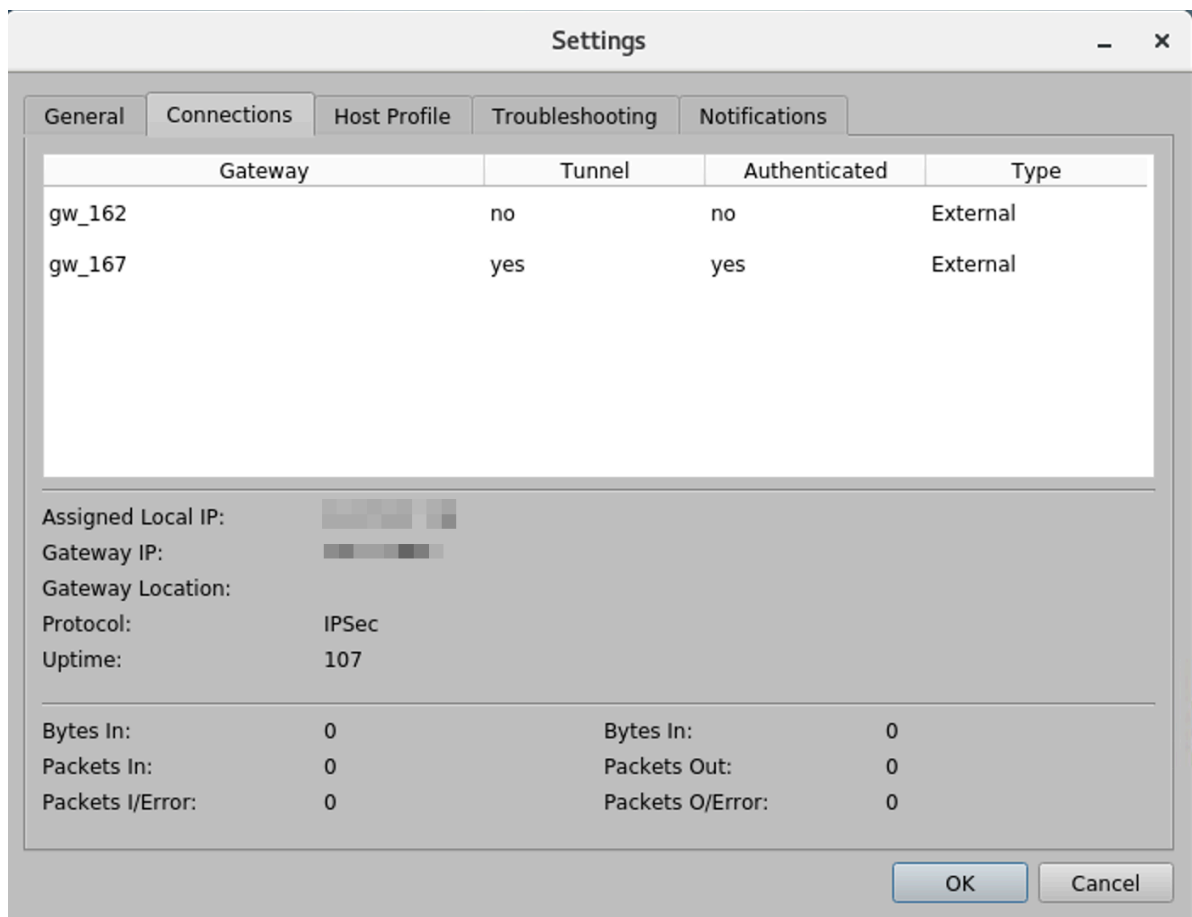 Settings
General Connections Host Profile Troubleshooting Notifications
Gateway Tunnel Authenticated Type
gw_162 no no External
gw_167 yes yes External
Assigned Local IP:
Gateway IP:
Gateway Location:
Protocol: IPSec
Uptime: 107
Bytes In: 0 Bytes In: 0
Packets In: 0 Packets Out: 0
Packets I/Error: 0 Packets O/Error: 0
OK Cancel